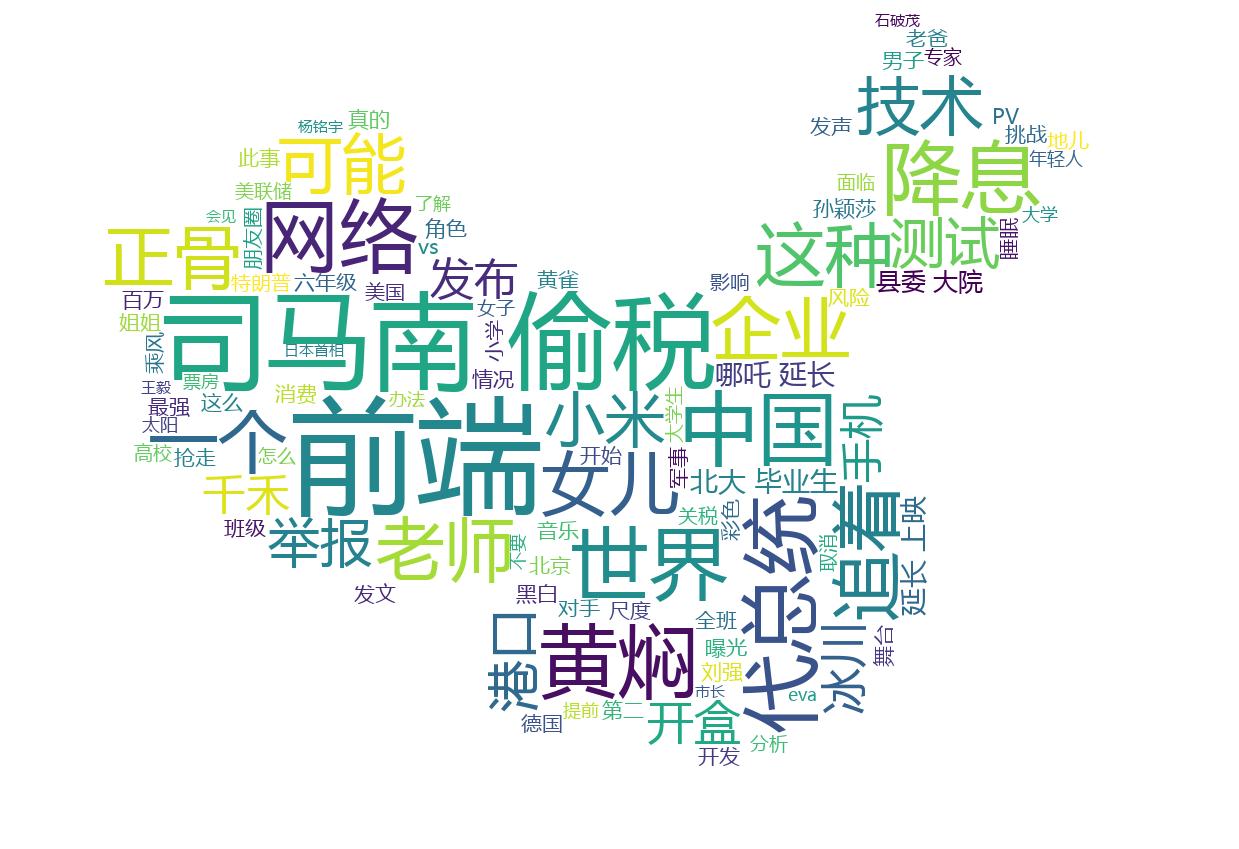 石破茂
老爸
男子
专家
技术
PV
发声
挑战
地儿
年轻人
杨铭宇
真的
此事
可能
降息
面临
美联储
了解
孙颖莎
大学
会见
朋友圈
网络
角色
vs
正骨
这种
测试
睡眠
特朗普
六年级
发布
黄雀
影响
县委 大院
百万
美国
女子
风险
姐姐
司马南
偷税
企业
乘风
日本首相
小学
票房
王毅
情况
哪吒 延长
最强
这么
消费
办法
太阳
一个
前端
小米
大学生
中国
手机
高校
抢走
怎么
开始
女儿
军事
北大
毕业生
千禾
班级
举报
老师
不要
音乐
北京
世界
关税
彩色
代总统
取消
追着
上映
延长
发文
黑白
对手
尺度
全班
港口
黄焖
曝光
刘强
市长
eva
冰川
舞台
德国
提前
第二
开盒
分析
开发